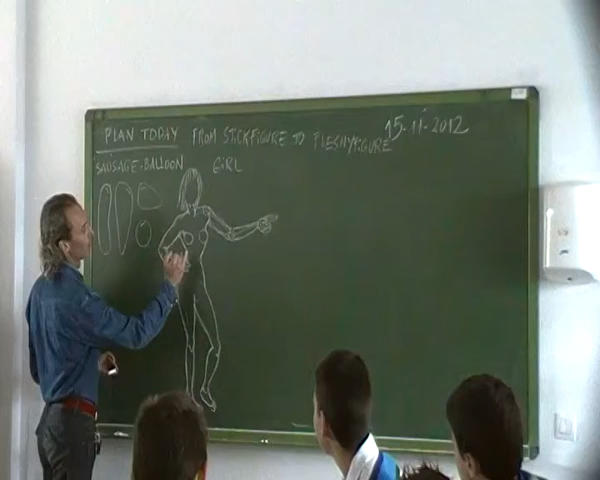 PLAN TODAY FROM STICKFIGURE TO FLESHYFIGURE 15-11-2012
SAUSAGE-BALLOON GIRL